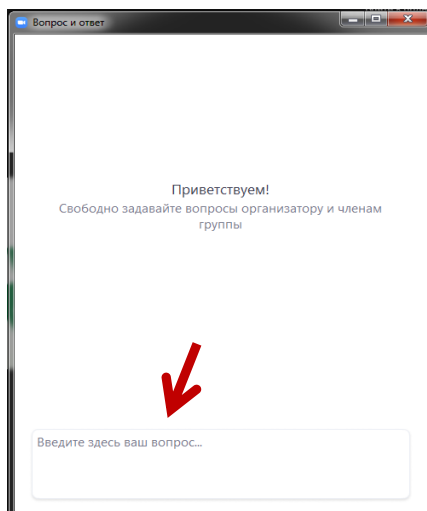 Вопрос и ответ
Приветствуем!
Свободно задавайте вопросы организатору и членам
группы
Введите здесь ваш вопрос...